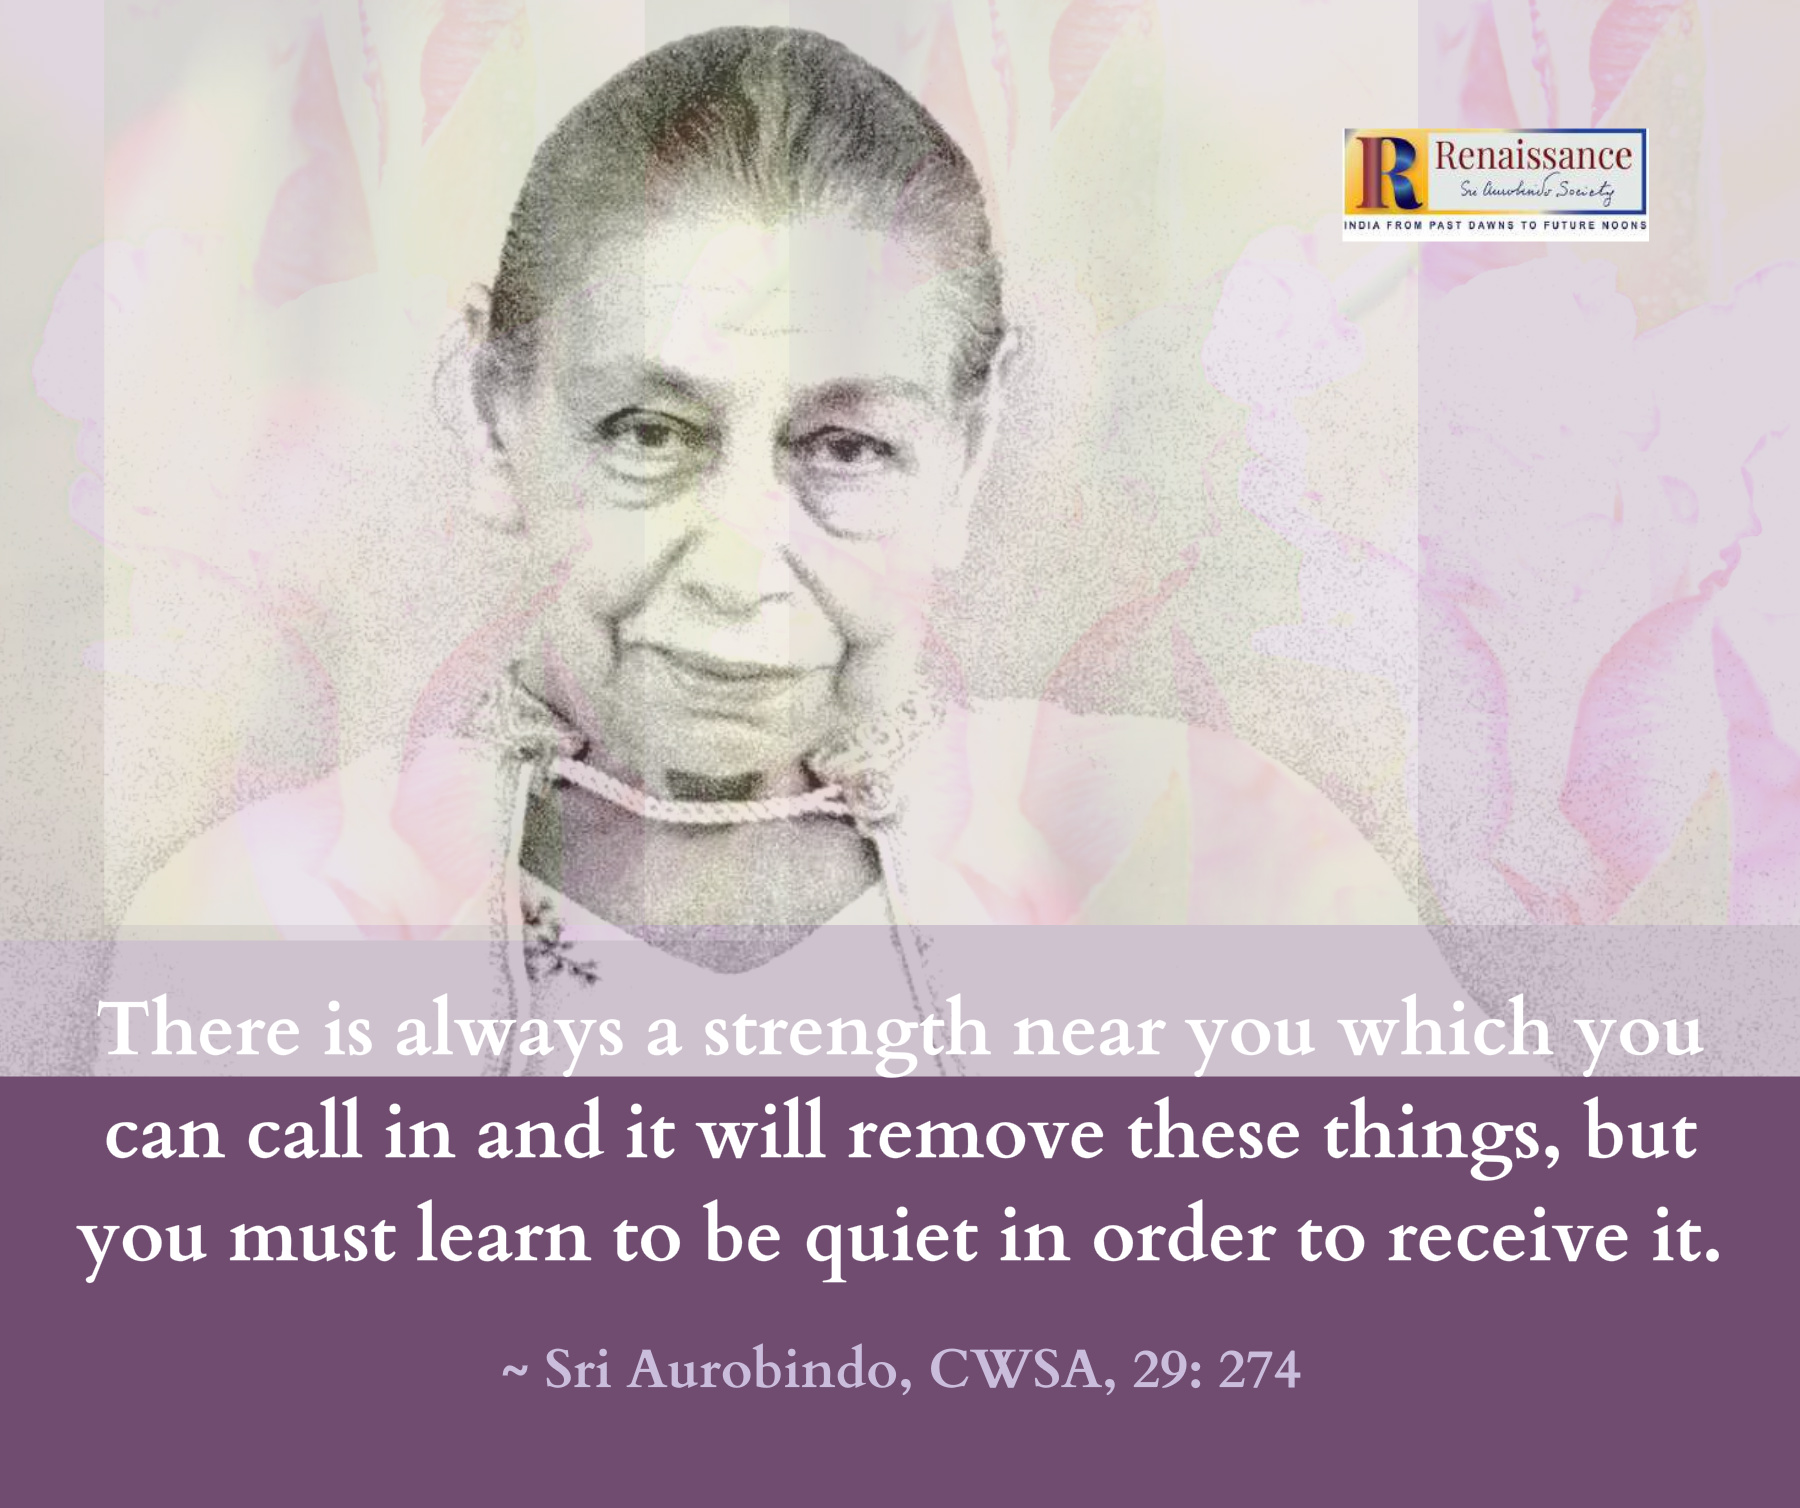 R Renaissance
Sri Aurobindo Society
INDIA FROM PAST DAWNS TO FUTURE NOONS
There is always a strength near you which you
can call in and it will remove these things, but
you must learn to be quiet in order to receive it.
~ Sri Aurobindo, CWSA, 29: 274